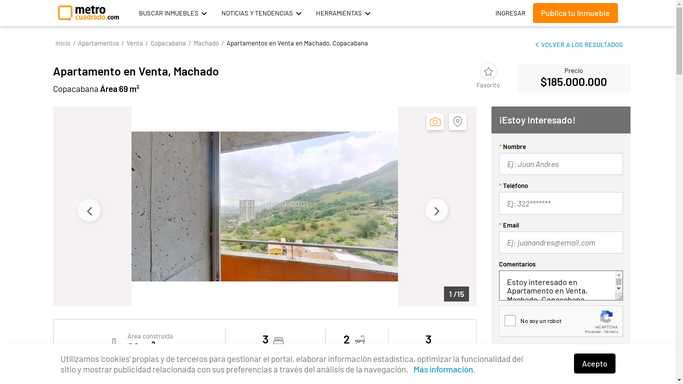 metro
cuadrado.com
BUSCAR INMUEBLES
NOTICIAS Y TENDENCIAS
HERRAMIENTAS
INGRESAR
Publica tu Inmueble
Inicio / Apartamentos / Venta / Copacabana / Machado / Apartamentos en Venta en Machado, Copacabana
VOLVER A LOS RESULTADOS
Apartamento en Venta, Machado
Copacabana Área 69 m²
Favorito
Precio
$185.000.000
1 /15
¡Estoy Interesado!
* Nombre
Ej: Juan Andres
* Teléfono
Ej: 322*******
* Email
Ej: juanandres@email.com
Comentarios
Estoy interesado en
Apartamento en Venta,
Machado, Copacabana
No soy un robot
reCAPTCHA
Privacidad - Términos
Área construida
3
2
3
Utilizamos 'cookies' propias y de terceros para gestionar el portal, elaborar información estadística, optimizar la funcionalidad del
sitio y mostrar publicidad relacionada con sus preferencias a través del análisis de la navegación. Más información.
Acepto